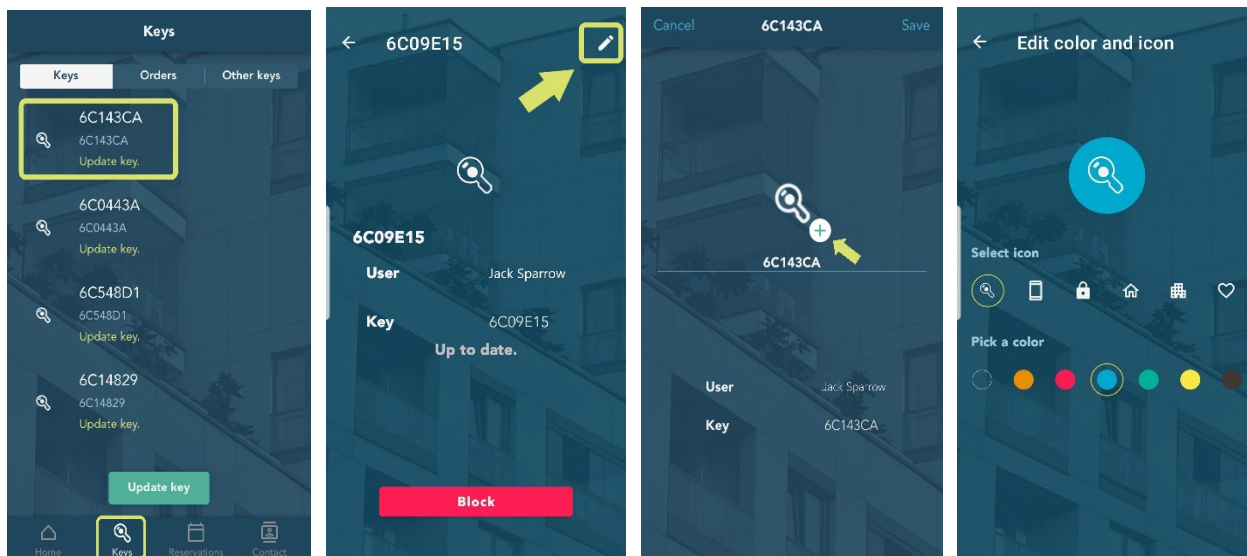 Keys
Keys Orders Other keys
6C143CA
6C143CA
Update key.
6C0443A
6C0443A
Update key.
6C548D1
6C548D1
Update key.
6C14829
6C14829
Update key.
Update key
Home Keys Reservations Contact
6C09E15
6C09E15
User Jack Sparrow
Key 6C09E15
Up to date.
Block
Cancel 6C143CA Save
6C143CA
User Jack Sparrow
Key 6C143CA
Edit color and icon
Select icon
Pick a color